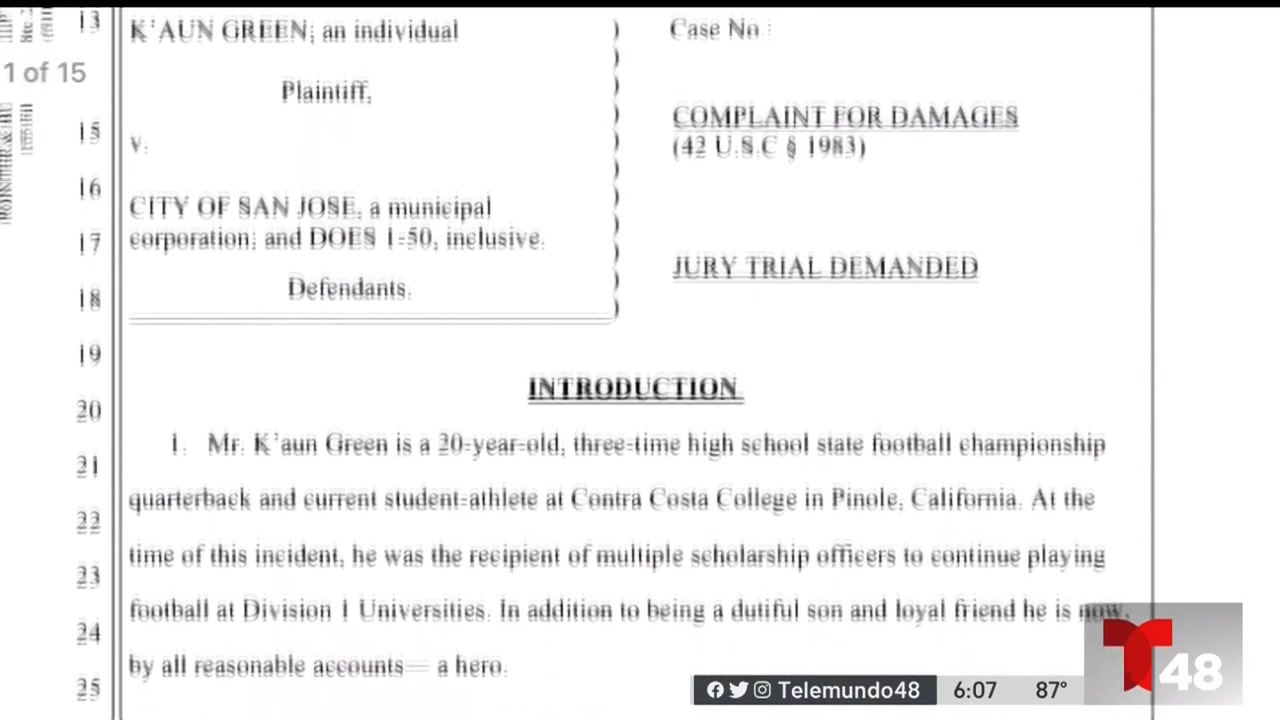 13
K'AUN GREEN; an individual
Case No.:
1 of 15
Plaintiff,
COMPLAINT FOR DAMAGES
15
v.
(42 U.S.C § 1983)
16
CITY OF SAN JOSE, a municipal
17
corporation; and DOES 1-50, inclusive.
JURY TRIAL DEMANDED
18
Defendants.
19
INTRODUCTION
20
1. Mr. K'aun Green is a 20-year-old, three-time high school state football championship
21
quarterback and current student-athlete at Contra Costa College in Pinole, California. At the
22
time of this incident, he was the recipient of multiple scholarship officers to continue playing
23
football at Division 1 Universities. In addition to being a dutiful son and loyal friend he is now,
24
by all reasonable accounts— a hero.
25
Telemundo48
6:07
87°
48